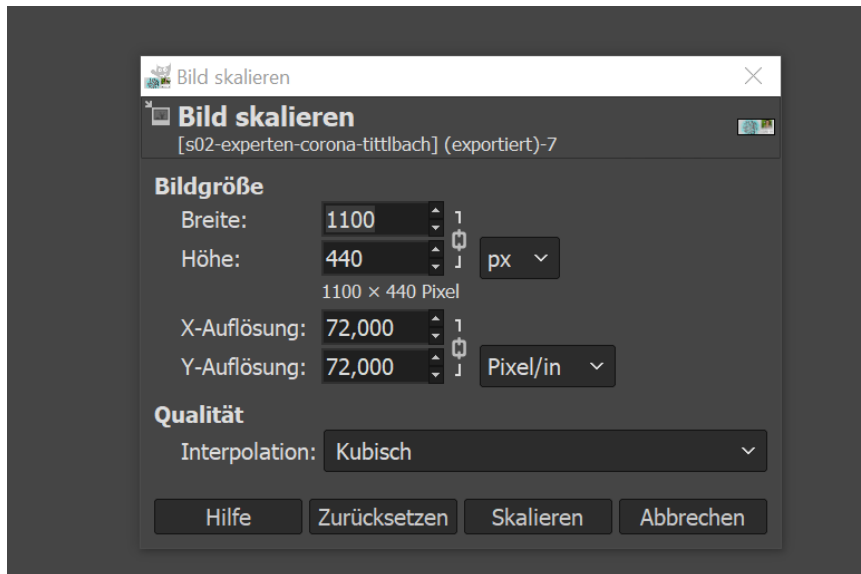 Bild skalieren
Bild skalieren
[s02-experten-corona-tittlbach] (exportiert)-7
Bildgröße
Breite: 1100
Höhe: 440 px
1100 × 440 Pixel
X-Auflösung: 72,000
Y-Auflösung: 72,000 Pixel/in
Qualität
Interpolation: Kubisch
Hilfe Zurücksetzen Skalieren Abbrechen